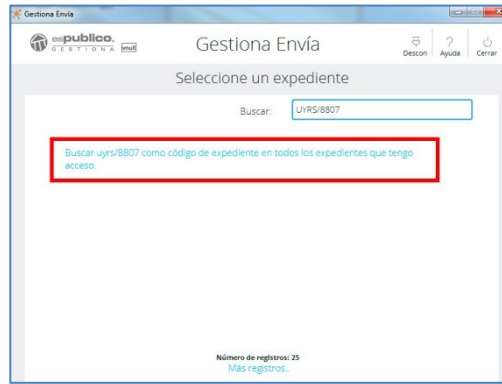 Gestiona Envía
espublico.
GESTIONA
Gestiona Envía
Descon
Ayuda
Cerrar
Seleccione un expediente
Buscar:
UYRS/8807
Buscar uyrs/8807 como código de expediente en todos los expedientes que tengo
acceso.
Número de registros: 25
Más registros..